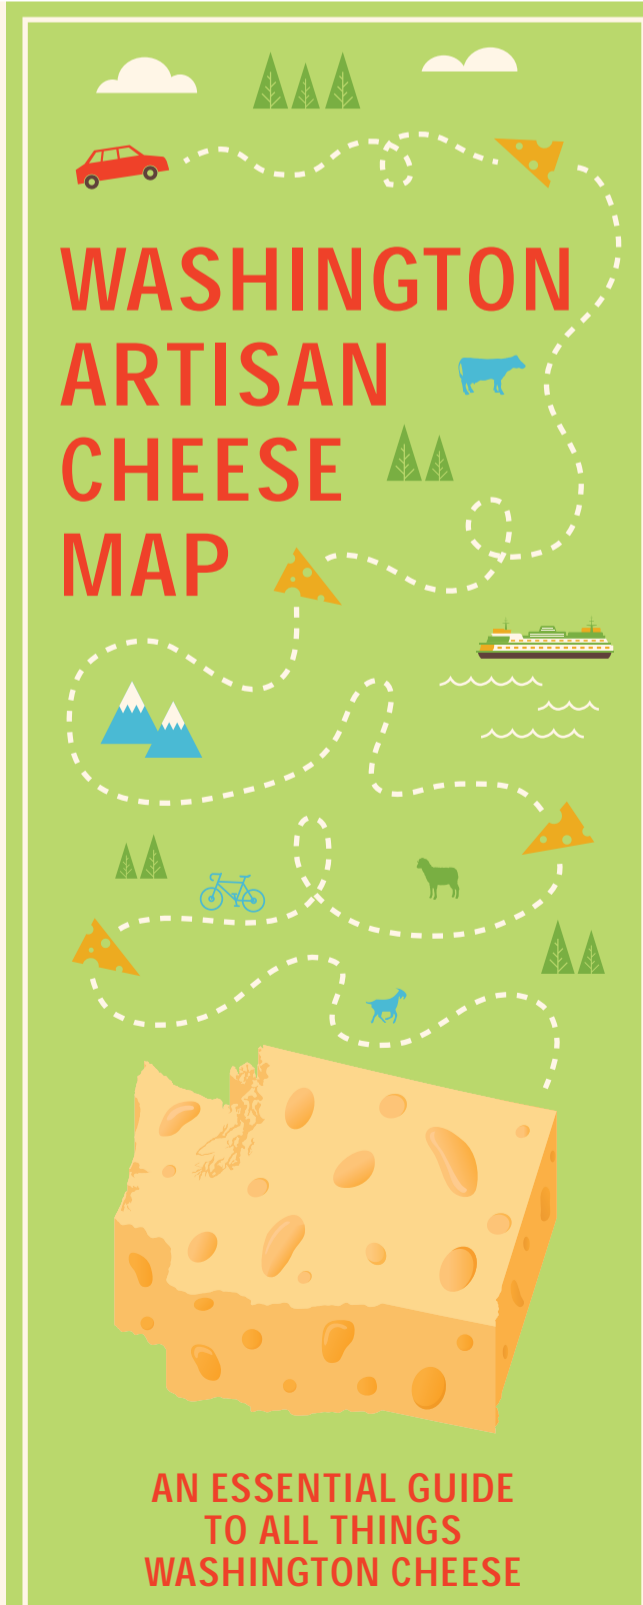 WASHINGTON
ARTISAN
CHEESE
MAP
AN ESSENTIAL GUIDE
TO ALL THINGS
WASHINGTON CHEESE